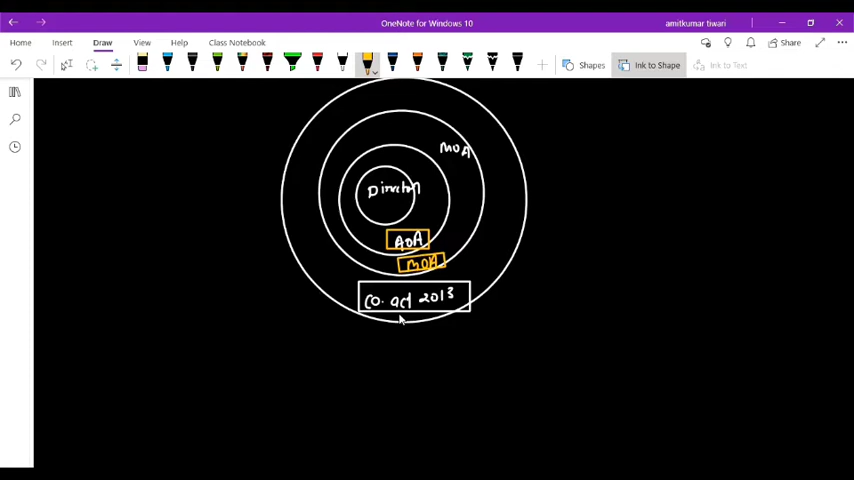 OneNote for Windows 10
amitkumar tiwari
Home Insert Draw View Help Class Notebook
Share
Shapes Ink to Shape Ink to Text
MOA
Director
AOA
MOA
Co. act 2013